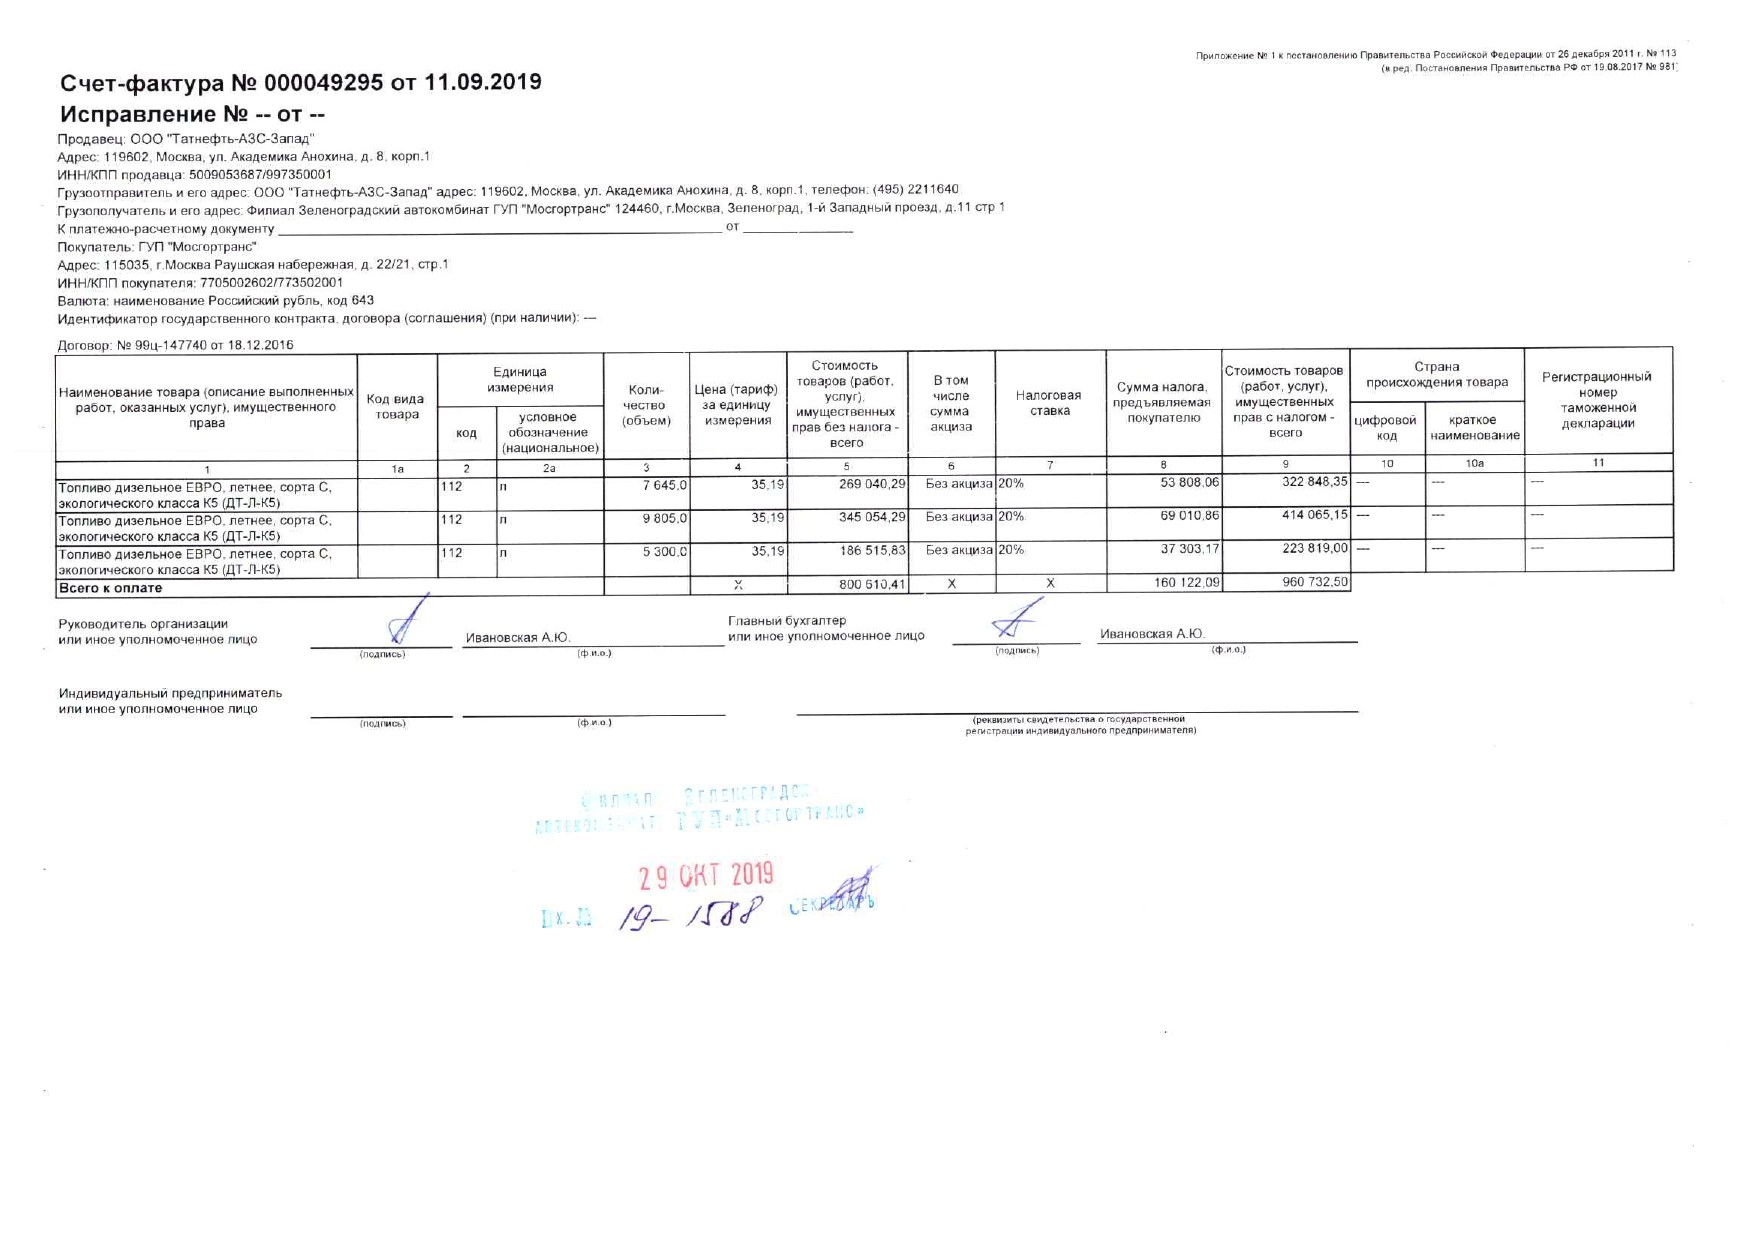 Приложение № 1 к постановлению Правительства Российской Федерации от 26 декабря 2011 г. № 113
(в ред. Постановления Правительства РФ от 19.08.2017 № 981)
Счет-фактура № 000049295 от 11.09.2019
Исправление № -- от --
Продавец: ООО "Татнефть-АЗС-Запад"
Адрес: 119602, Москва, ул. Академика Анохина, д. 8, корп.1
ИНН/КПП продавца: 5009053687/997350001
Грузоотправитель и его адрес: ООО "Татнефть-АЗС-Запад" адрес: 119602, Москва, ул. Академика Анохина, д. 8, корп.1, телефон: (495) 2211640
Грузополучатель и его адрес: Филиал Зеленоградский автокомбинат ГУП "Мосгортранс" 124460, г.Москва, Зеленоград, 1-й Западный проезд, д.11 стр 1
К платежно-расчетному документу от
Покупатель: ГУП "Мосгортранс"
Адрес: 115035, г.Москва Раушская набережная, д. 22/21, стр.1
ИНН/КПП покупателя: 7705002602/773502001
Валюта: наименование Российский рубль, код 643
Идентификатор государственного контракта, договора (соглашения) (при наличии): ---
Договор: № 99ц-147740 от 18.12.2016
Наименование товара (описание выполненных работ, оказанных услуг), имущественного права
Код вида товара
Единица измерения
код
условное обозначение (национальное)
Коли-чество (объем)
Цена (тариф) за единицу измерения
Стоимость товаров (работ, услуг), имущественных прав без налога - всего
В том числе сумма акциза
Налоговая ставка
Сумма налога, предъявляемая покупателю
Стоимость товаров (работ, услуг), имущественных прав с налогом - всего
Страна происхождения товара
цифровой код
краткое наименование
Регистрационный номер таможенной декларации
1 1а 2 2а 3 4 5 6 7 8 9 10 10а 11
Топливо дизельное ЕВРО, летнее, сорта С, экологического класса К5 (ДТ-Л-К5) 112 л 7 645,0 35,19 269 040,29 Без акциза 20% 53 808,06 322 848,35 --- --- ---
Топливо дизельное ЕВРО, летнее, сорта С, экологического класса К5 (ДТ-Л-К5) 112 л 9 805,0 35,19 345 054,29 Без акциза 20% 69 010,86 414 065,15 --- --- ---
Топливо дизельное ЕВРО, летнее, сорта С, экологического класса К5 (ДТ-Л-К5) 112 л 5 300,0 35,19 186 515,83 Без акциза 20% 37 303,17 223 819,00 --- --- ---
Всего к оплате Х 800 610,41 Х Х 160 122,09 960 732,50
Руководитель организации
или иное уполномоченное лицо Ивановская А.Ю.
(подпись) (ф.и.о.)
Главный бухгалтер
или иное уполномоченное лицо Ивановская А.Ю.
(подпись) (ф.и.о.)
Индивидуальный предприниматель
или иное уполномоченное лицо
(подпись) (ф.и.о.)
(реквизиты свидетельства о государственной
регистрации индивидуального предпринимателя)
ФИЛИАЛ ЗЕЛЕНОГРАДСК
АВТОКОМБИНАТ ГУП«МОСГОРТРАНС»
29 ОКТ 2019
Вх.№ 19-1588 СЕКРЕТАРЬ